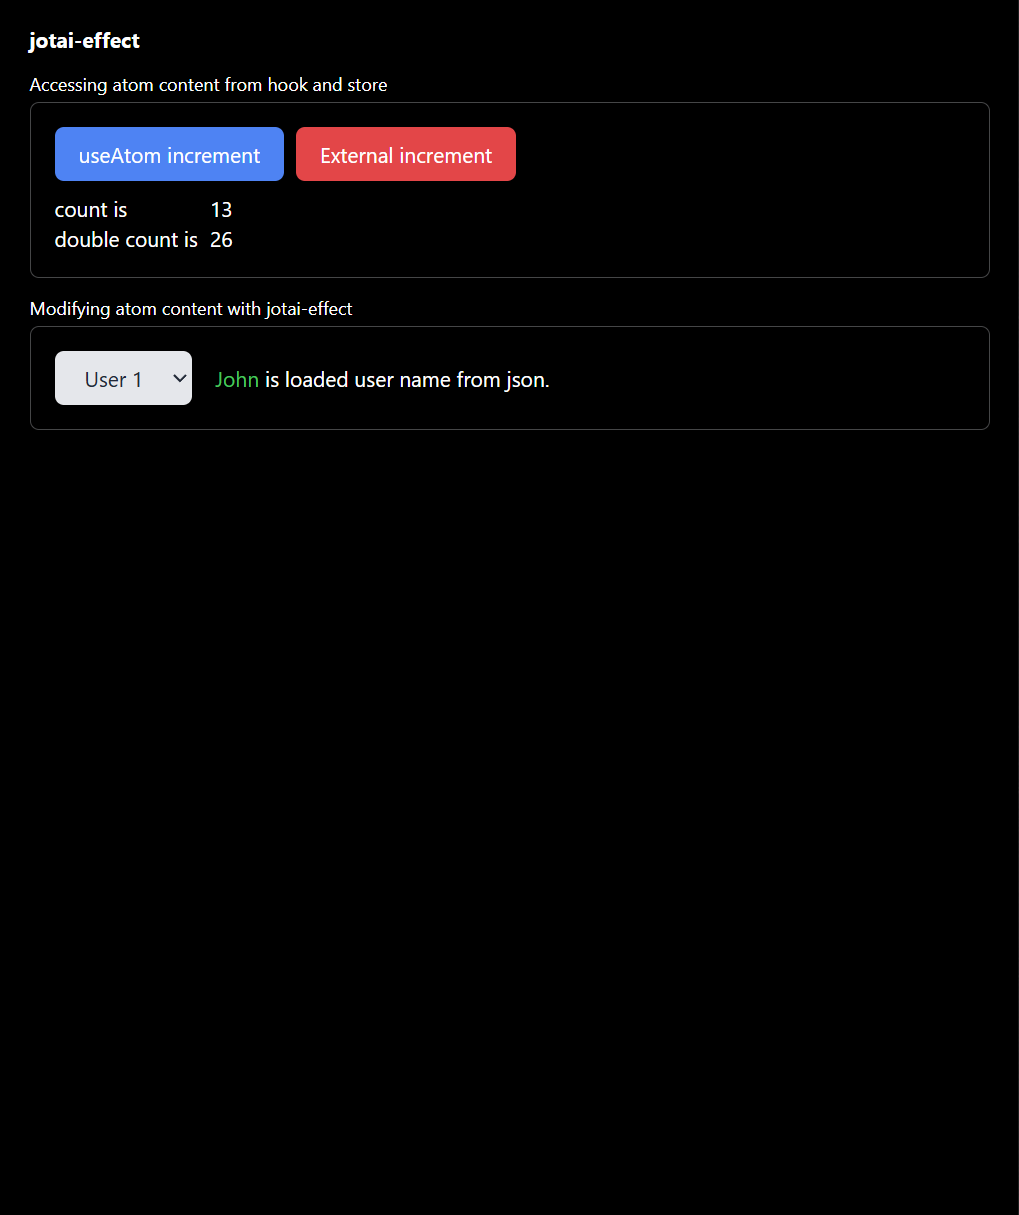 jotai-effect
Accessing atom content from hook and store
useAtom increment External increment
count is 13
double count is 26
Modifying atom content with jotai-effect
User 1 John is loaded user name from json.